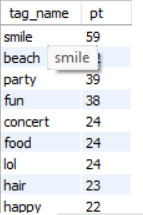 tag_name pt
smile 59
beach
smile
party 39
fun 38
concert 24
food 24
lol 24
hair 23
happy 22